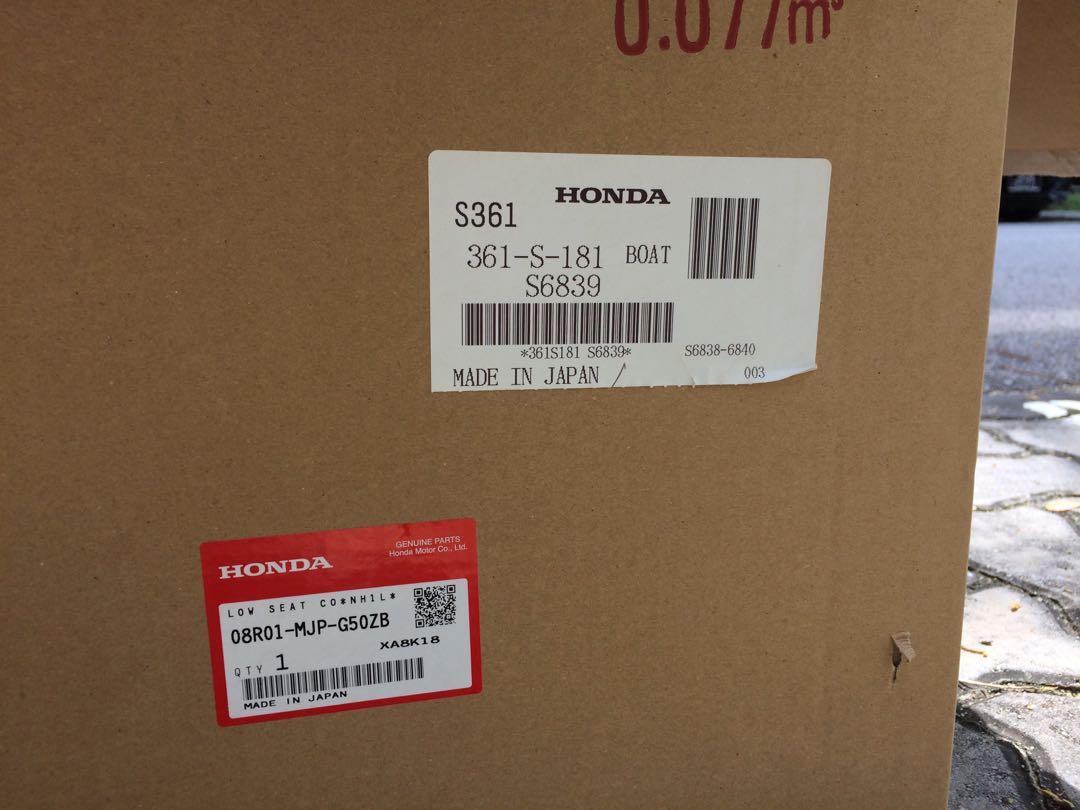 0.077m³
HONDA
S361
361-S-181 BOAT
S6839
*361S181 S6839*
S6838-6840
MADE IN JAPAN
003
GENUINE PARTS
Honda Motor Co., Ltd.
HONDA
LOW SEAT CO*NH1L*
08R01-MJP-G50ZB
XA8K18
QTY 1
MADE IN JAPAN